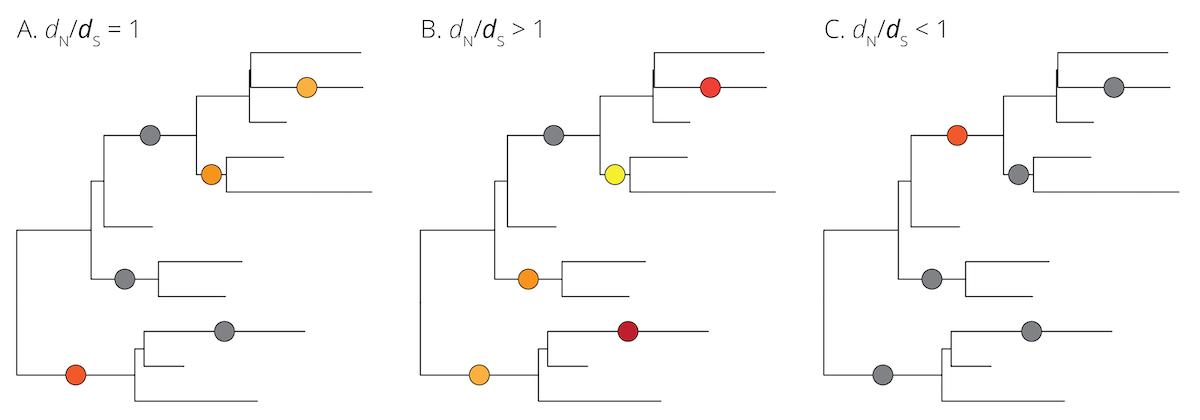 A. dN/dS = 1
B. dN/dS > 1
C. dN/dS < 1